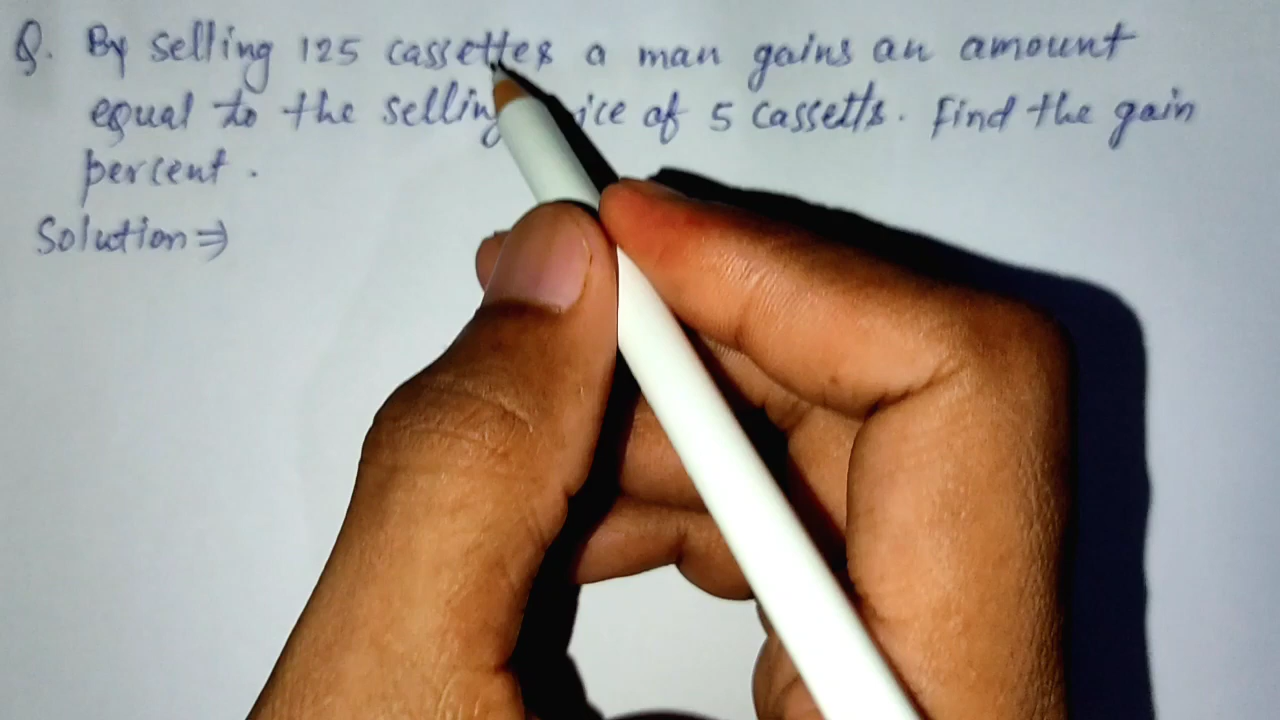 Q. By selling 125 cassettes a man gains an amount
equal to the selling ice of 5 cassetts. Find the gain
percent.
Solution ⇒